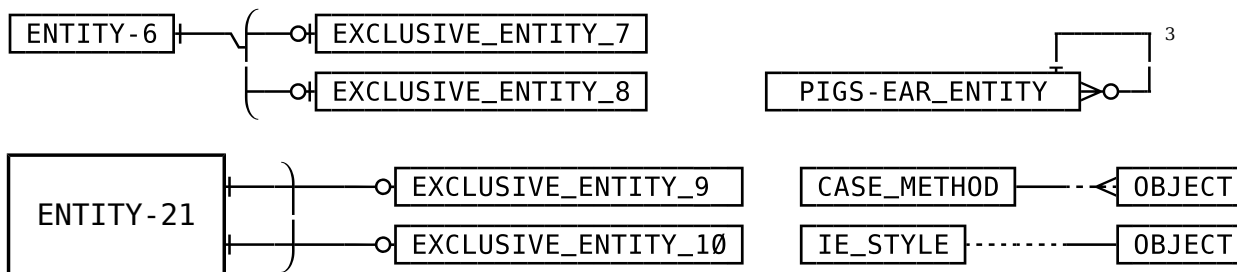 ENTITY-6
EXCLUSIVE_ENTITY_7
3
EXCLUSIVE_ENTITY_8
PIGS-EAR_ENTITY
ENTITY-21
EXCLUSIVE_ENTITY_9
CASE_METHOD
OBJECT
EXCLUSIVE_ENTITY_10
IE_STYLE
OBJECT